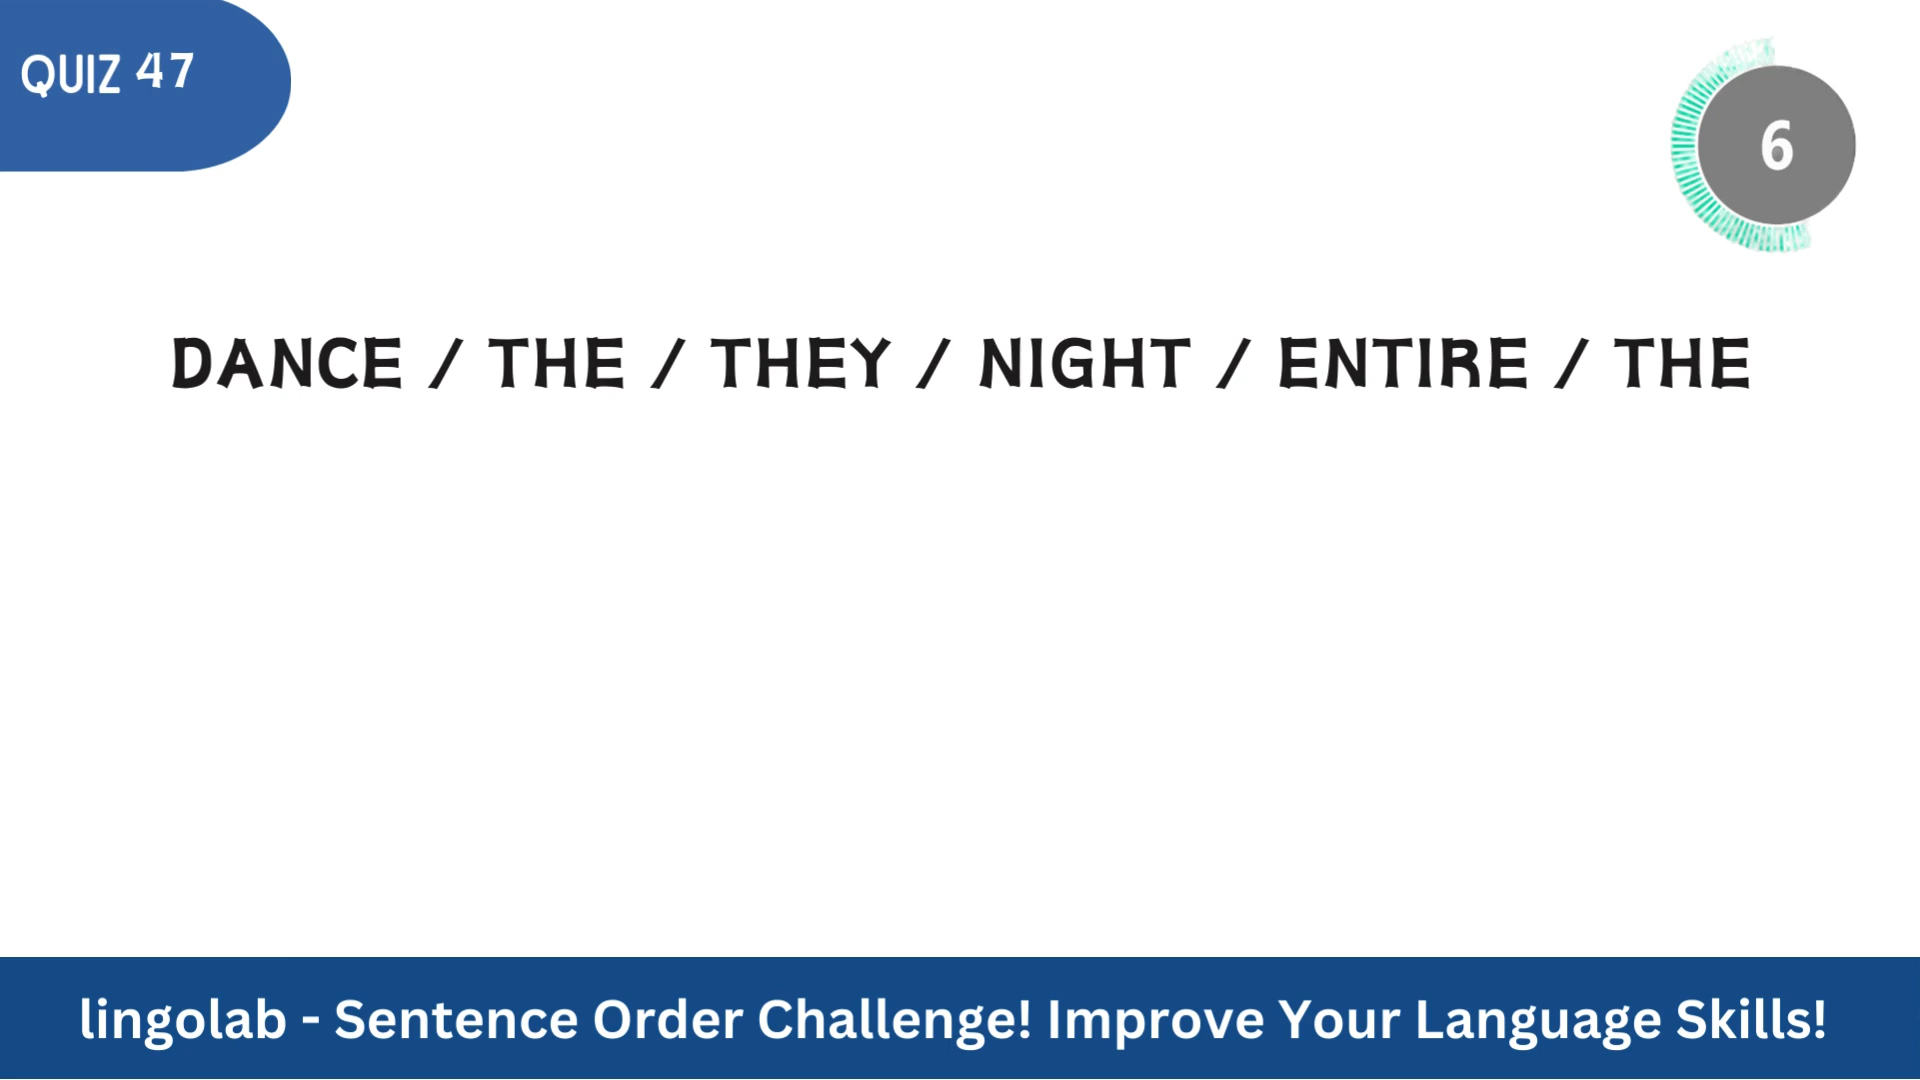 QUIZ 47
6
DANCE / THE / THEY / NIGHT / ENTIRE / THE
lingolab - Sentence Order Challenge! Improve Your Language Skills!